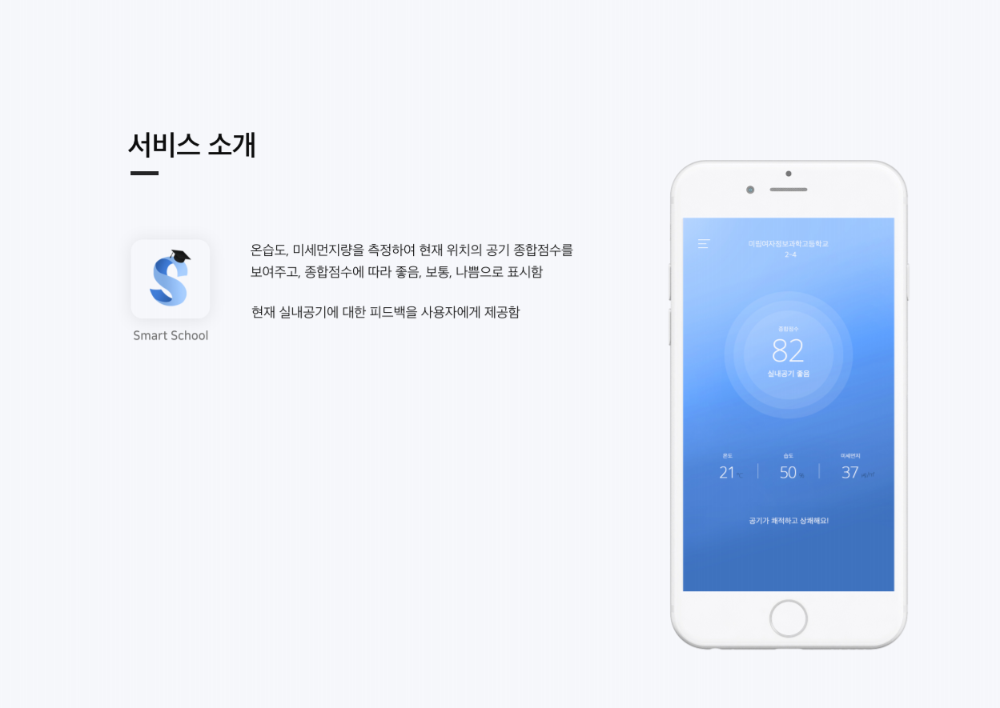 서비스 소개
온습도, 미세먼지량을 측정하여 현재 위치의 공기 종합점수를
보여주고, 종합점수에 따라 좋음, 보통, 나쁨으로 표시함
현재 실내공기에 대한 피드백을 사용자에게 제공함
Smart School
미림여자정보과학고등학교
2-4
종합점수
82
실내공기 좋음
온도 습도 미세먼지
21 °C 50 % 37
공기가 쾌적하고 상쾌해요!